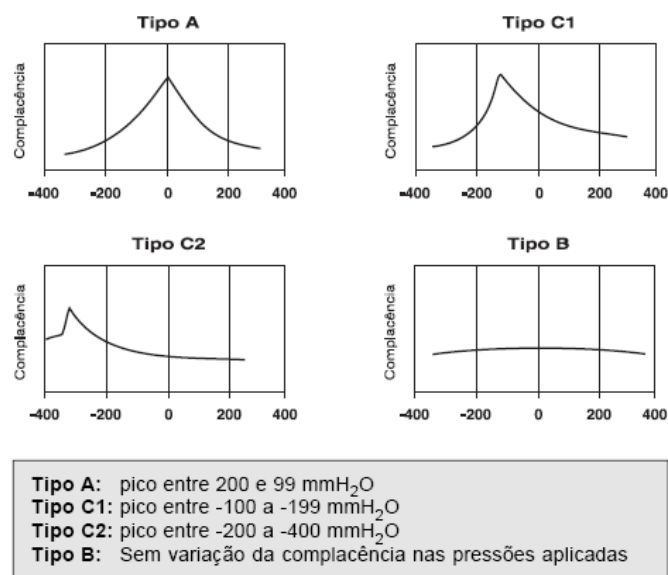 Tipo A
Complacência
-400 -200 0 200 400
Tipo C1
Complacência
-400 -200 0 200 400
Tipo C2
Complacência
-400 -200 0 200 400
Tipo B
Complacência
-400 -200 0 200 400
Tipo A: pico entre 200 e 99 mmH₂O
Tipo C1: pico entre -100 a -199 mmH₂O
Tipo C2: pico entre -200 a -400 mmH₂O
Tipo B: Sem variação da complacência nas pressões aplicadas